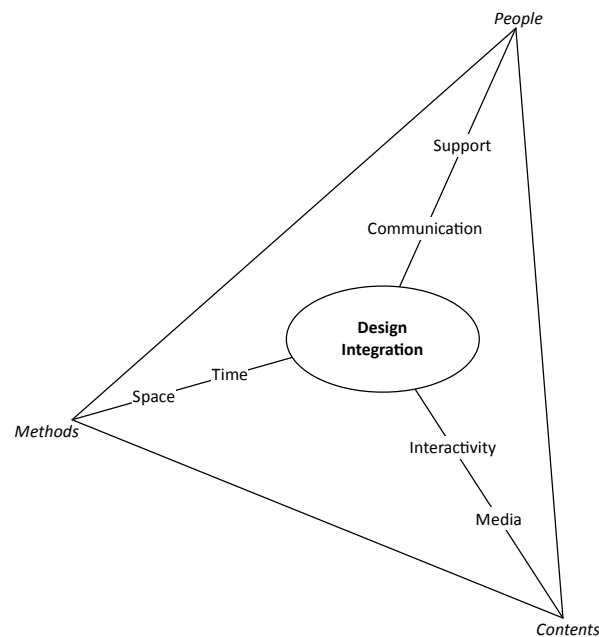 People
Support
Communication
Design
Integration
Time
Space
Methods
Interactivity
Media
Contents